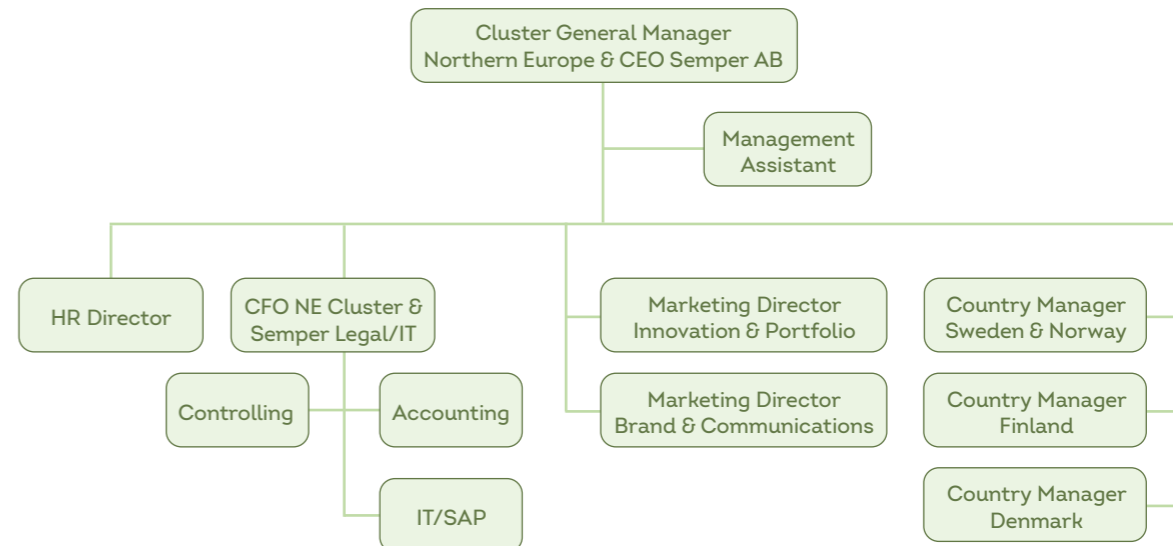 Cluster General Manager
Northern Europe & CEO Semper AB
Management
Assistant
HR Director
CFO NE Cluster &
Semper Legal/IT
Marketing Director
Innovation & Portfolio
Country Manager
Sweden & Norway
Controlling
Accounting
Marketing Director
Brand & Communications
Country Manager
Finland
IT/SAP
Country Manager
Denmark